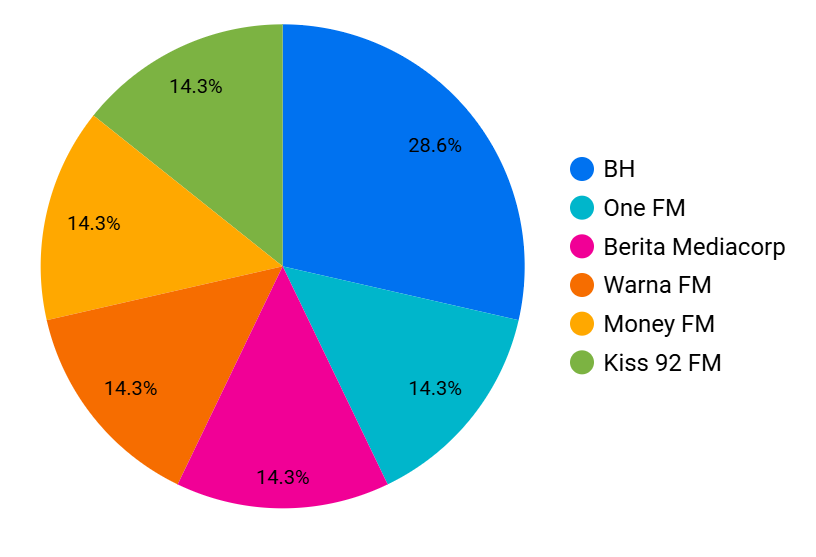 14.3%
28.6%
14.3%
14.3%
14.3%
14.3%
BH
One FM
Berita Mediacorp
Warna FM
Money FM
Kiss 92 FM